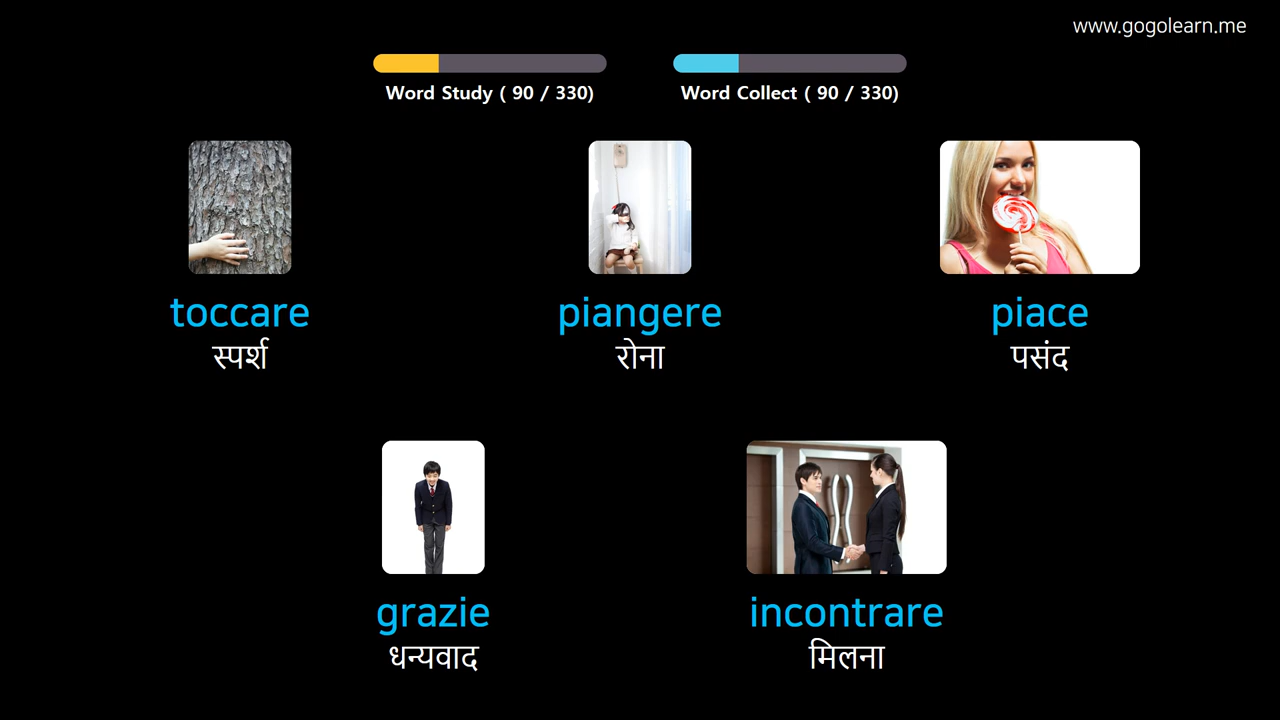 www.gogolearn.me
Word Study ( 90 / 330)
Word Collect ( 90 / 330)
toccare
स्पर्श
piangere
रोना
piace
पसंद
grazie
धन्यवाद
incontrare
मिलना